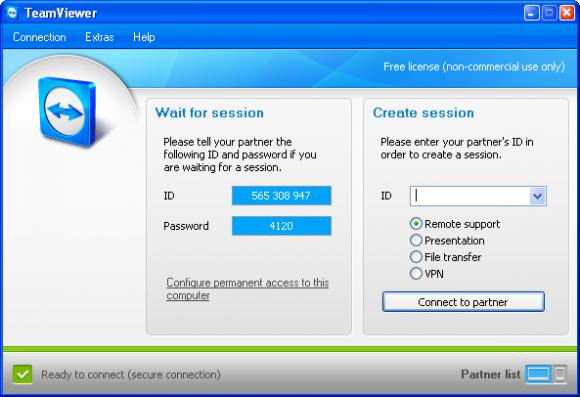 TeamViewer
Connection Extras Help
Free license (non-commercial use only)
Wait for session
Please tell your partner the
following ID and password if you
are waiting for a session.
ID 565 308 947
Password 4120
Configure permanent access to this
computer
Create session
Please enter your partner's ID in
order to create a session.
ID
Remote support
Presentation
File transfer
VPN
Connect to partner
Ready to connect (secure connection)
Partner list